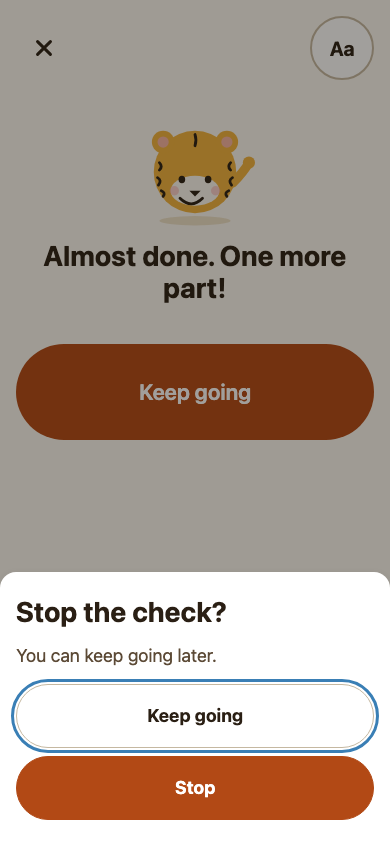 Aa
Almost done. One more
part!
Keep going
Stop the check?
You can keep going later.
Keep going
Stop